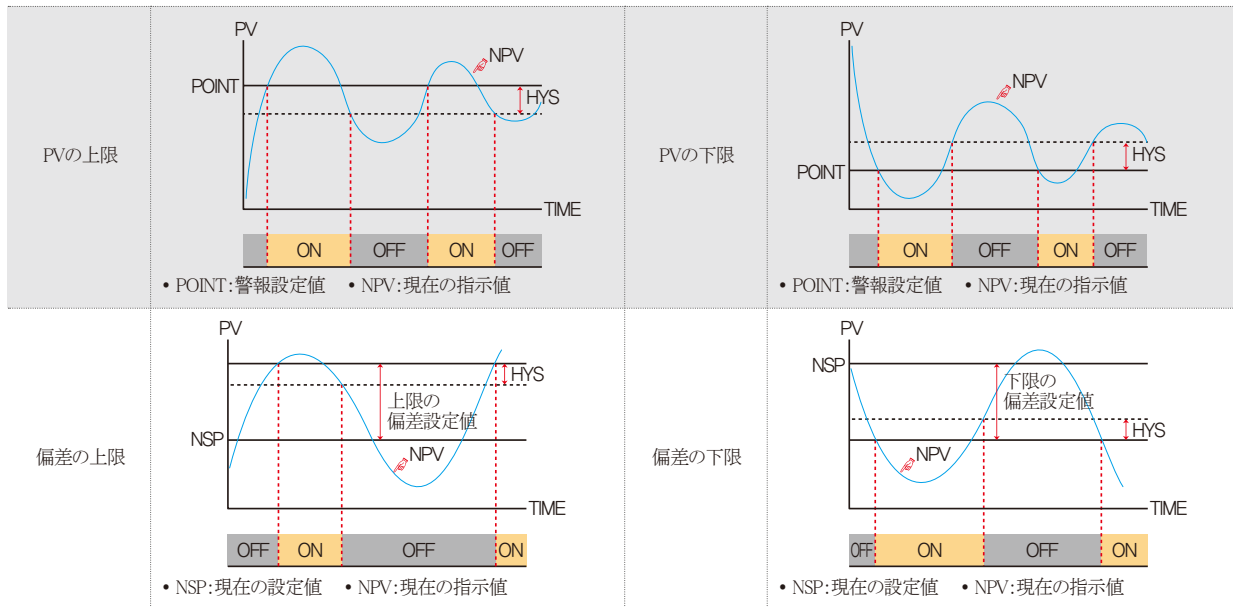 PVの上限
PV
POINT
NPV
HYS
TIME
ON
OFF
ON
OFF
• POINT:警報設定値 • NPV:現在の指示値
PVの下限
PV
POINT
NPV
HYS
TIME
ON
OFF
ON
OFF
• POINT:警報設定値 • NPV:現在の指示値
偏差の上限
PV
HYS
上限の
偏差設定値
NSP
NPV
TIME
OFF
ON
OFF
ON
• NSP:現在の設定値 • NPV:現在の指示値
偏差の下限
PV
NSP
下限の
偏差設定値
HYS
NPV
TIME
OFF
ON
OFF
ON
• NSP:現在の設定値 • NPV:現在の指示値